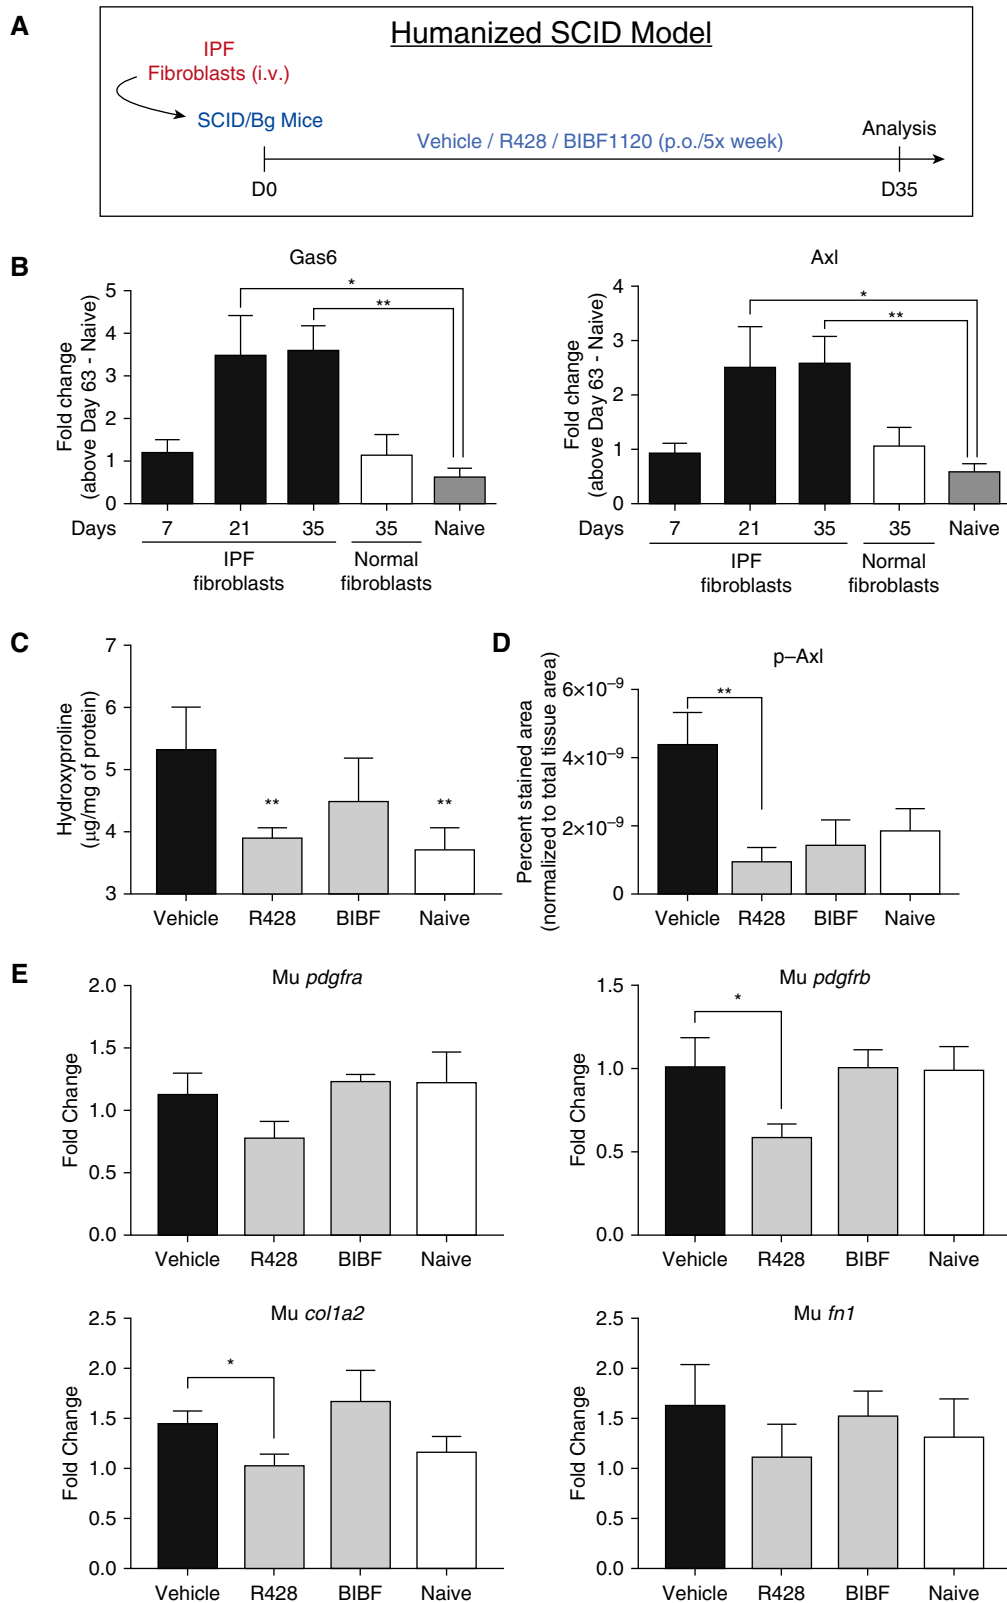 A
Humanized SCID Model
IPF
Fibroblasts (i.v.)
SCID/Bg Mice
Vehicle / R428 / BIBF1120 (p.o./5x week)
Analysis
D0
D35
B
Gas6
Fold change
(above Day 63 - Naive)
5
4
3
2
1
0
*
**
Days
7
21
35
35
Naive
IPF
fibroblasts
Normal
fibroblasts
Axl
Fold change
(above Day 63 - Naive)
4
3
2
1
0
*
**
7
21
35
35
Naive
IPF
fibroblasts
Normal
fibroblasts
C
Hydroxyproline
(μg/mg of protein)
7
6
5
4
3
**
**
Vehicle
R428
BIBF
Naive
D
p–Axl
Percent stained area
(normalized to total tissue area)
6×10⁻⁹
4×10⁻⁹
2×10⁻⁹
0
**
Vehicle
R428
BIBF
Naive
E
Mu pdgfra
Fold Change
2.0
1.5
1.0
0.5
0.0
Vehicle
R428
BIBF
Naive
Mu pdgfrb
Fold Change
1.5
1.0
0.5
0.0
*
Vehicle
R428
BIBF
Naive
Mu col1a2
Fold Change
2.5
2.0
1.5
1.0
0.5
0.0
*
Vehicle
R428
BIBF
Naive
Mu fn1
Fold Change
2.5
2.0
1.5
1.0
0.5
0.0
Vehicle
R428
BIBF
Naive